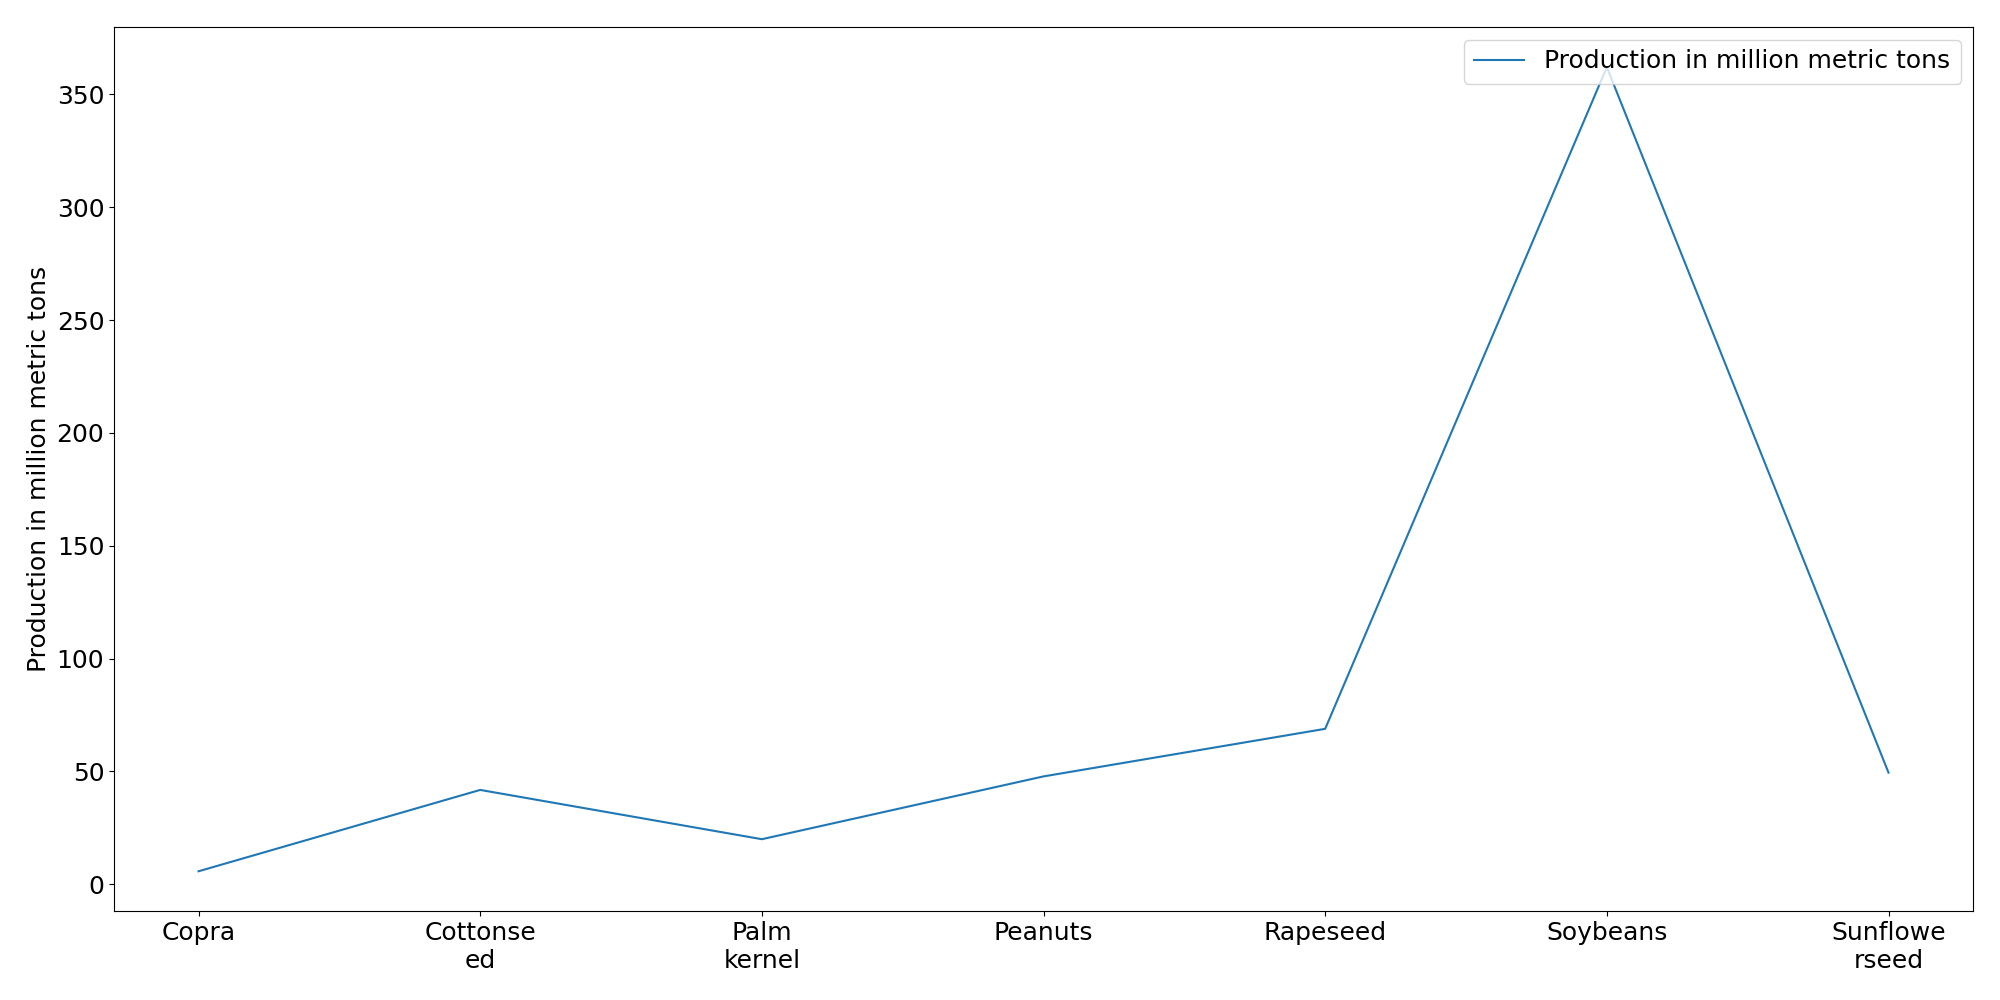 Production in million metric tons
Production in million metric tons
350
300
250
200
150
100
50
0
Copra
Cottonse
ed
Palm
kernel
Peanuts
Rapeseed
Soybeans
Sunflowe
rseed